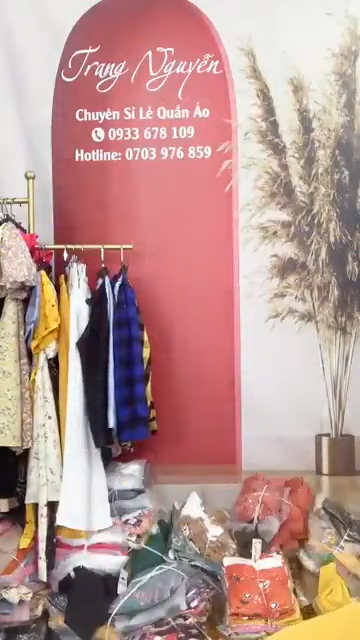 Trang Nguyễn
Chuyên Sỉ Lẻ Quần Áo
0933 678 109
Hotline: 0703 976 859